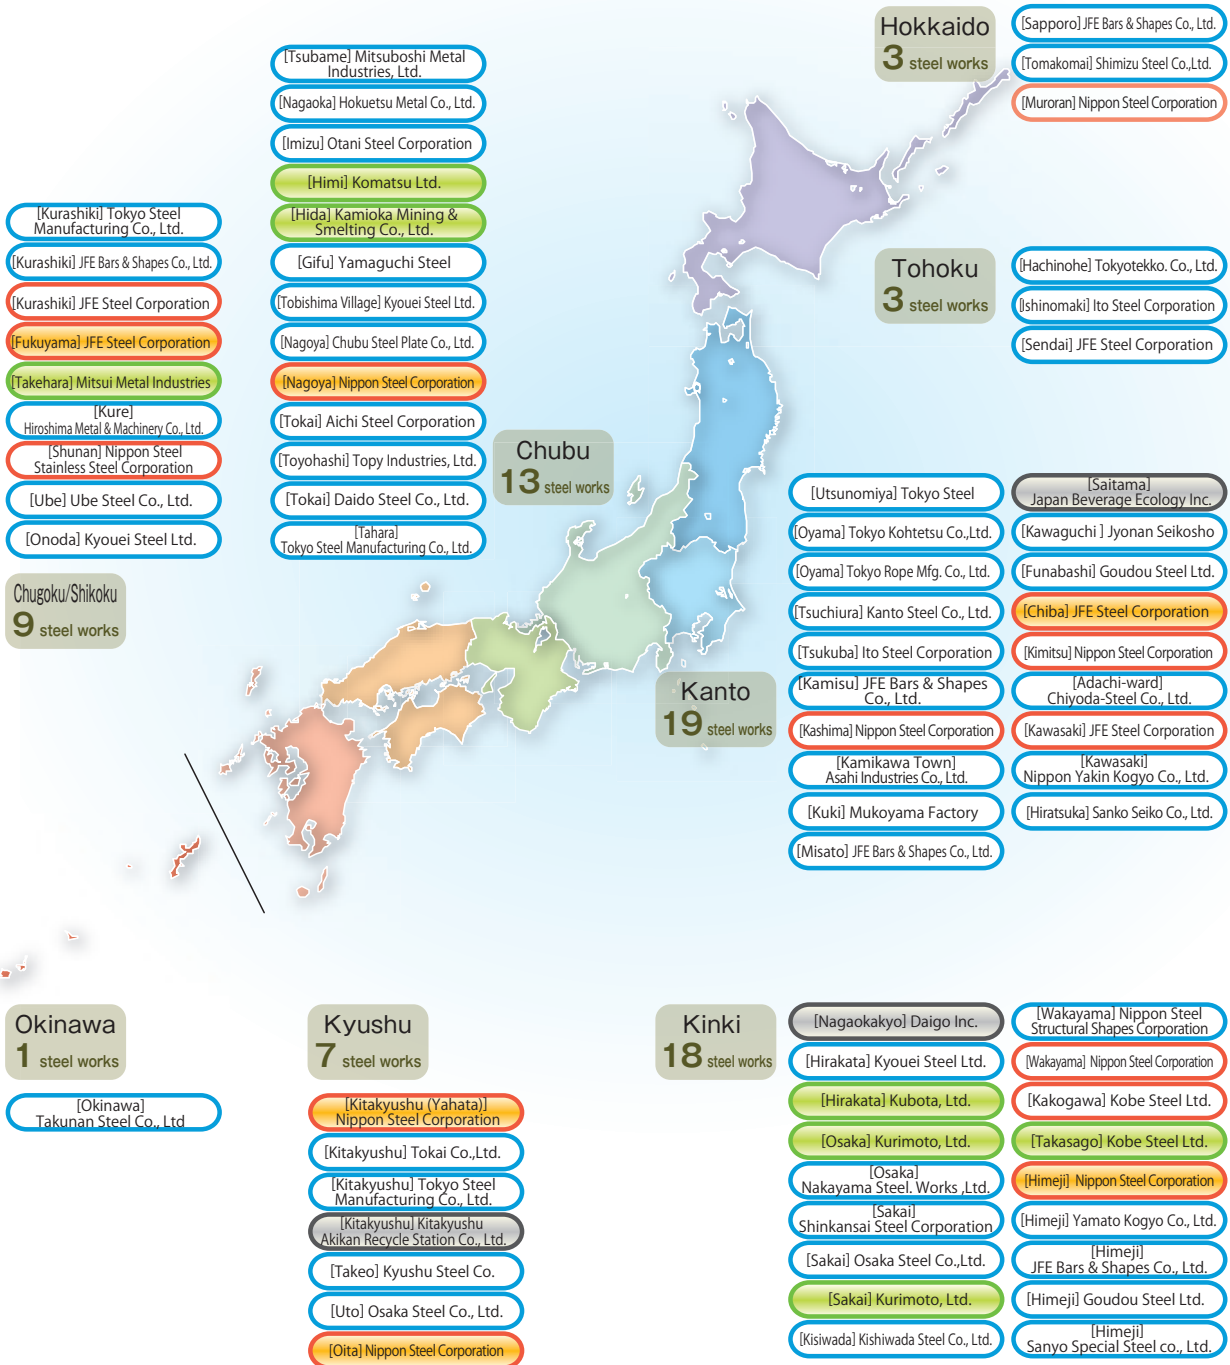 Hokkaido
3 steel works
[Sapporo] JFE Bars & Shapes Co., Ltd.
[Tomakomai] Shimizu Steel Co.,Ltd.
[Muroran] Nippon Steel Corporation
[Tsubame] Mitsuboshi Metal
Industries, Ltd.
[Nagaoka] Hokuetsu Metal Co., Ltd.
[Imizu] Otani Steel Corporation
[Himi] Komatsu Ltd.
[Hida] Kamioka Mining &
Smelting Co., Ltd.
[Gifu] Yamaguchi Steel
[Tobishima Village] Kyouei Steel Ltd.
[Nagoya] Chubu Steel Plate Co., Ltd.
[Nagoya] Nippon Steel Corporation
[Tokai] Aichi Steel Corporation
[Toyohashi] Topy Industries, Ltd.
[Tokai] Daido Steel Co., Ltd.
[Tahara]
Tokyo Steel Manufacturing Co., Ltd.
Chubu
13 steel works
[Kurashiki] Tokyo Steel
Manufacturing Co., Ltd.
[Kurashiki] JFE Bars & Shapes Co., Ltd.
[Kurashiki] JFE Steel Corporation
[Fukuyama] JFE Steel Corporation
[Takehara] Mitsui Metal Industries
[Kure]
Hiroshima Metal & Machinery Co., Ltd.
[Shunan] Nippon Steel
Stainless Steel Corporation
[Ube] Ube Steel Co., Ltd.
[Onoda] Kyouei Steel Ltd.
Chugoku/Shikoku
9 steel works
Tohoku
3 steel works
[Hachinohe] Tokyotekko. Co., Ltd.
[Ishinomaki] Ito Steel Corporation
[Sendai] JFE Steel Corporation
Kanto
19 steel works
[Utsunomiya] Tokyo Steel
[Oyama] Tokyo Kohtetsu Co.,Ltd.
[Oyama] Tokyo Rope Mfg. Co., Ltd.
[Tsuchiura] Kanto Steel Co., Ltd.
[Tsukuba] Ito Steel Corporation
[Kamisu] JFE Bars & Shapes
Co., Ltd.
[Kashima] Nippon Steel Corporation
[Kamikawa Town]
Asahi Industries Co., Ltd.
[Kuki] Mukoyama Factory
[Misato] JFE Bars & Shapes Co., Ltd.
[Saitama]
Japan Beverage Ecology Inc.
[Kawaguchi ] Jyonan Seikosho
[Funabashi] Goudou Steel Ltd.
[Chiba] JFE Steel Corporation
[Kimitsu] Nippon Steel Corporation
[Adachi-ward]
Chiyoda-Steel Co., Ltd.
[Kawasaki] JFE Steel Corporation
[Kawasaki]
Nippon Yakin Kogyo Co., Ltd.
[Hiratsuka] Sanko Seiko Co., Ltd.
Okinawa
1 steel works
[Okinawa]
Takunan Steel Co., Ltd
Kyushu
7 steel works
[Kitakyushu (Yahata)]
Nippon Steel Corporation
[Kitakyushu] Tokai Co.,Ltd.
[Kitakyushu] Tokyo Steel
Manufacturing Co., Ltd.
[Kitakyushu] Kitakyushu
Akikan Recycle Station Co., Ltd.
[Takeo] Kyushu Steel Co.
[Uto] Osaka Steel Co., Ltd.
[Oita] Nippon Steel Corporation
Kinki
18 steel works
[Nagaokakyo] Daigo Inc.
[Hirakata] Kyouei Steel Ltd.
[Hirakata] Kubota, Ltd.
[Osaka] Kurimoto, Ltd.
[Osaka]
Nakayama Steel. Works ,Ltd.
[Sakai]
Shinkansai Steel Corporation
[Sakai] Osaka Steel Co.,Ltd.
[Sakai] Kurimoto, Ltd.
[Kisiwada] Kishiwada Steel Co., Ltd.
[Wakayama] Nippon Steel
Structural Shapes Corporation
[Wakayama] Nippon Steel Corporation
[Kakogawa] Kobe Steel Ltd.
[Takasago] Kobe Steel Ltd.
[Himeji] Nippon Steel Corporation
[Himeji] Yamato Kogyo Co., Ltd.
[Himeji]
JFE Bars & Shapes Co., Ltd.
[Himeji] Goudou Steel Ltd.
[Himeji]
Sanyo Special Steel co., Ltd.